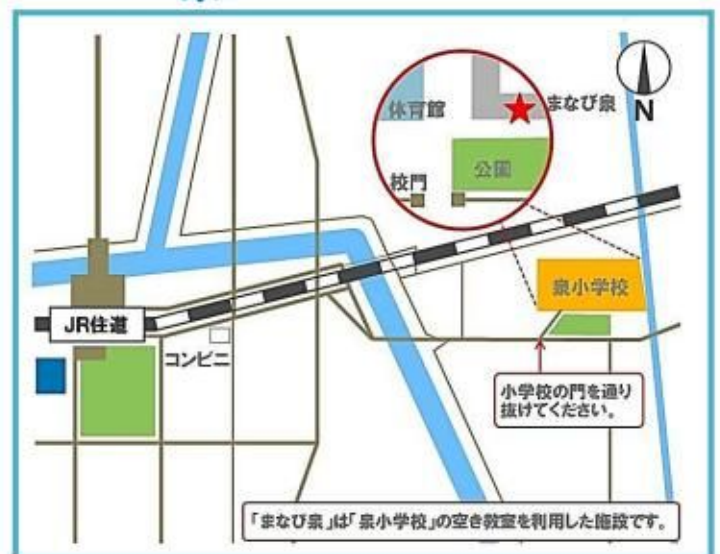 体育館
まなび泉
N
校門
公園
泉小学校
JR住道
コンビニ
小学校の門を通り
抜けてください。
「まなび泉」は「泉小学校」の空き教室を利用した施設です。